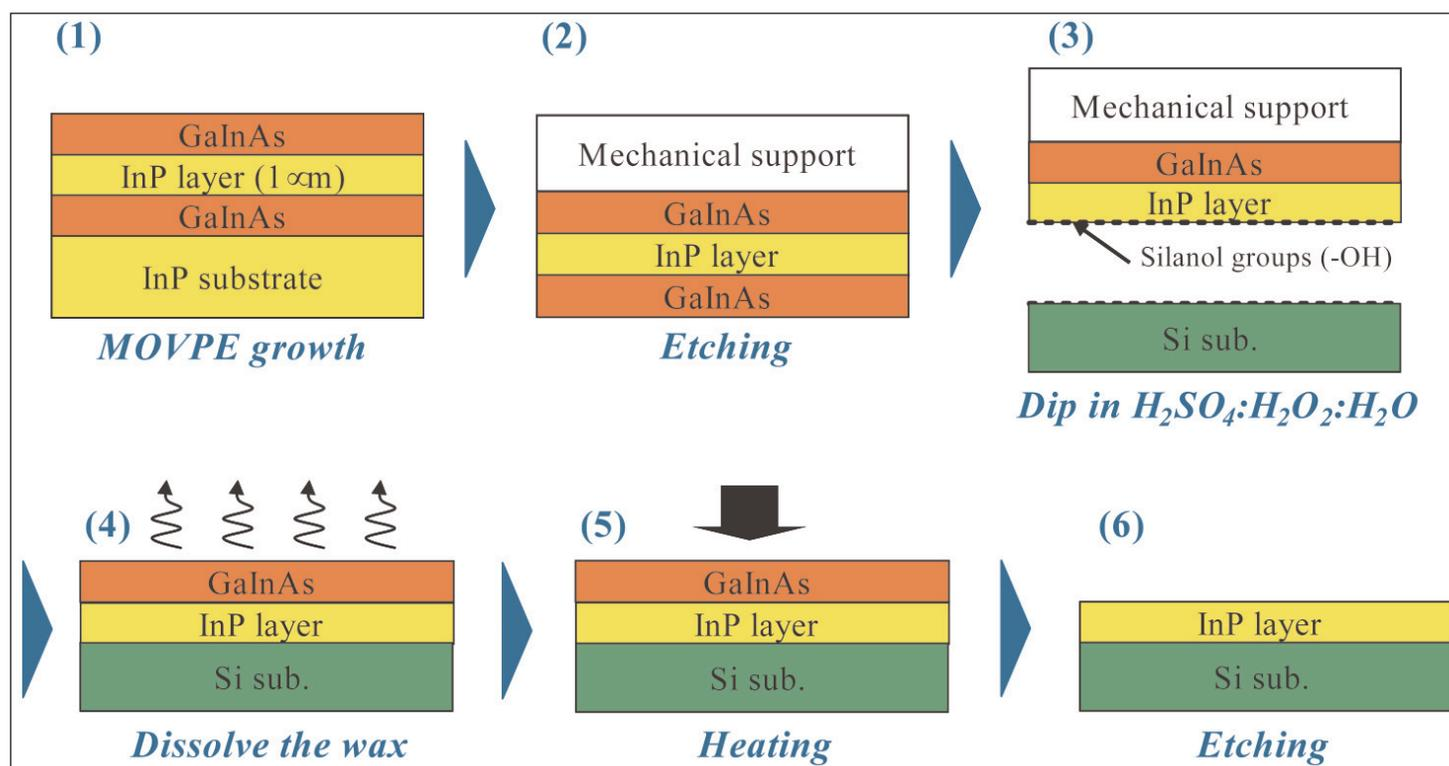 (1)
GaInAs
InP layer (1 ∝m)
GaInAs
InP substrate
MOVPE growth
(2)
Mechanical support
GaInAs
InP layer
GaInAs
Etching
(3)
Mechanical support
GaInAs
InP layer
Silanol groups (-OH)
Si sub.
Dip in H₂SO₄:H₂O₂:H₂O
(4)
GaInAs
InP layer
Si sub.
Dissolve the wax
(5)
GaInAs
InP layer
Si sub.
Heating
(6)
InP layer
Si sub.
Etching